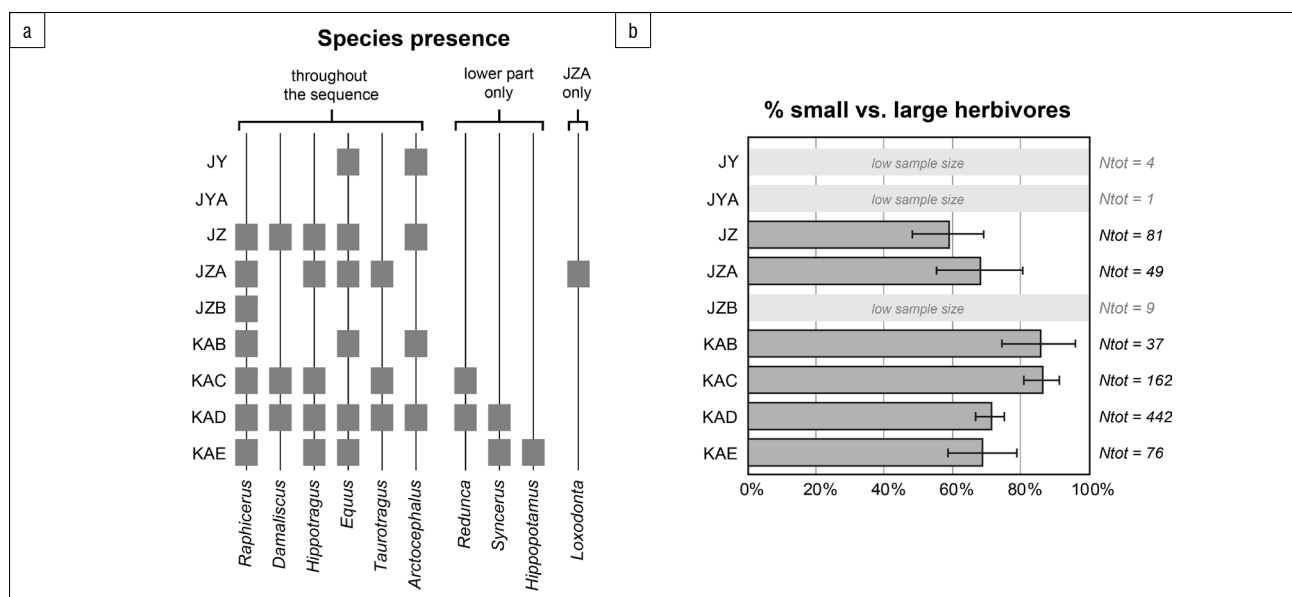 a
Species presence
throughout
the sequence
lower part
only
JZA
only
JY
JYA
JZ
JZA
JZB
KAB
KAC
KAD
KAE
Raphicerus
Damaliscus
Hippotragus
Equus
Taurotragus
Arctocephalus
Redunca
Syncerus
Hippopotamus
Loxodonta
b
% small vs. large herbivores
JY low sample size Ntot = 4
JYA low sample size Ntot = 1
JZ Ntot = 81
JZA Ntot = 49
JZB low sample size Ntot = 9
KAB Ntot = 37
KAC Ntot = 162
KAD Ntot = 442
KAE Ntot = 76
0% 20% 40% 60% 80% 100%